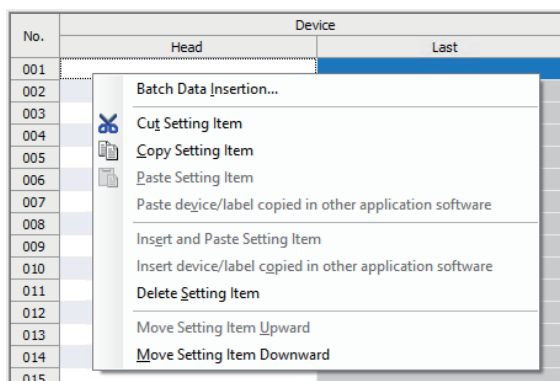 No.
Device
Head
Last
001
002
003
004
005
006
007
008
009
010
011
012
013
014
015
Batch Data Insertion...
Cut Setting Item
Copy Setting Item
Paste Setting Item
Paste device/label copied in other application software
Insert and Paste Setting Item
Insert device/label copied in other application software
Delete Setting Item
Move Setting Item Upward
Move Setting Item Downward